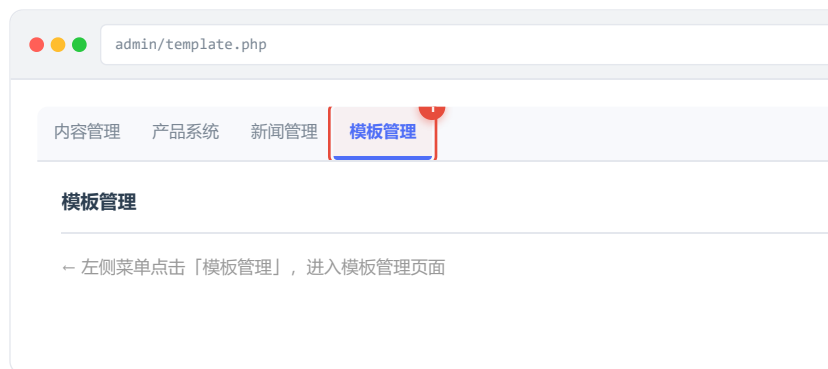 admin/template.php
内容管理 产品系统 新闻管理 模板管理
模板管理
← 左侧菜单点击「模板管理」，进入模板管理页面